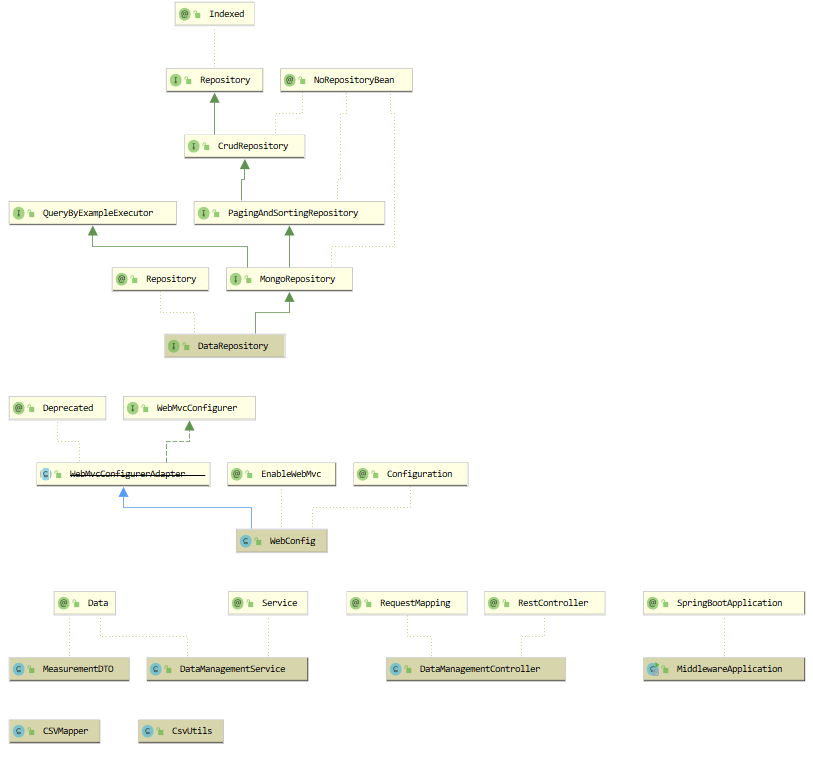 Indexed
Repository
NoRepositoryBean
CrudRepository
QueryByExampleExecutor
PagingAndSortingRepository
Repository
MongoRepository
DataRepository
Deprecated
WebMvcConfigurer
WebMvcConfigurerAdapter
EnableWebMvc
Configuration
WebConfig
Data
Service
RequestMapping
RestController
SpringBootApplication
MeasurementDTO
DataManagementService
DataManagementController
MiddlewareApplication
CSVMapper
CsvUtils